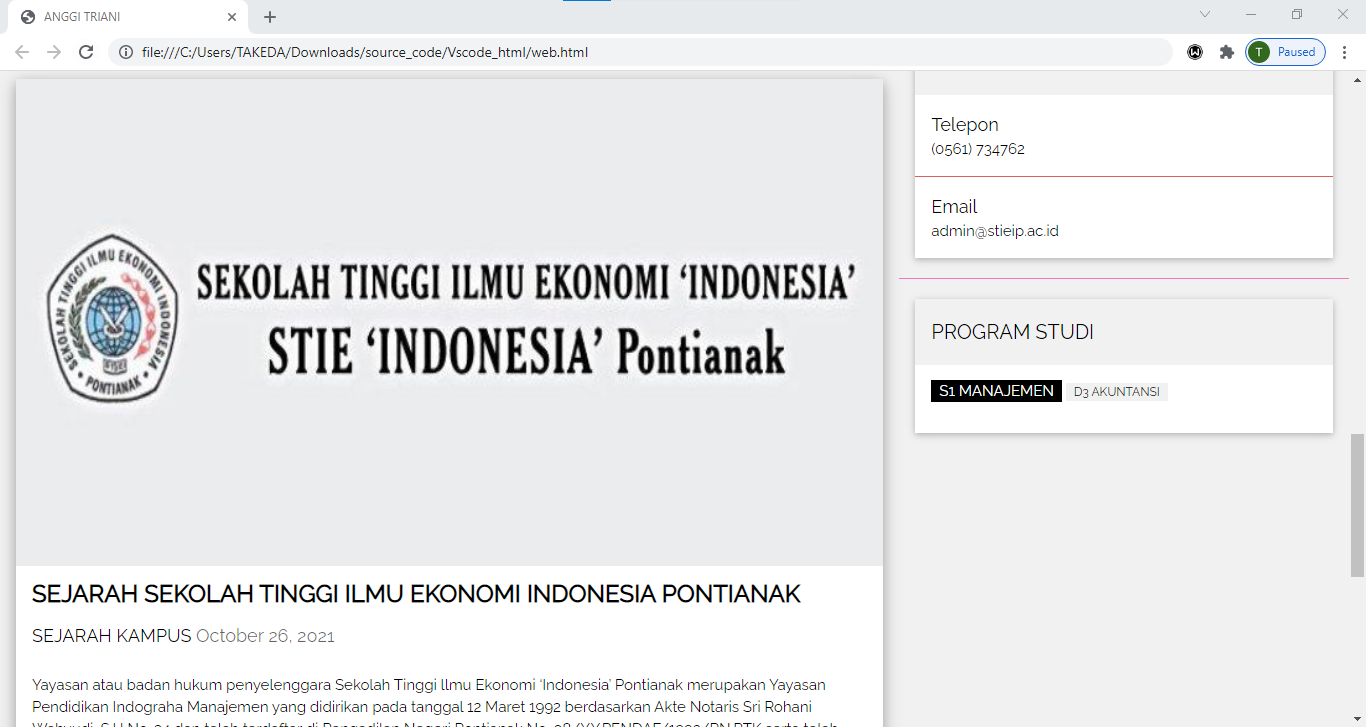 ANGGI TRIANI
file:///C:/Users/TAKEDA/Downloads/source_code/Vscode_html/web.html
T Paused
SEKOLAH TINGGI ILMU EKONOMI INDONESIA
• PONTIANAK •
SEKOLAH TINGGI ILMU EKONOMI ‘INDONESIA’
STIE ‘INDONESIA’ Pontianak
SEJARAH SEKOLAH TINGGI ILMU EKONOMI INDONESIA PONTIANAK
SEJARAH KAMPUS October 26, 2021
Yayasan atau badan hukum penyelenggara Sekolah Tinggi llmu Ekonomi ‘Indonesia’ Pontianak merupakan Yayasan
Pendidikan Indograha Manajemen yang didirikan pada tanggal 12 Maret 1992 berdasarkan Akte Notaris Sri Rohani
Telepon
(0561) 734762
Email
admin@stieip.ac.id
PROGRAM STUDI
S1 MANAJEMEN D3 AKUNTANSI